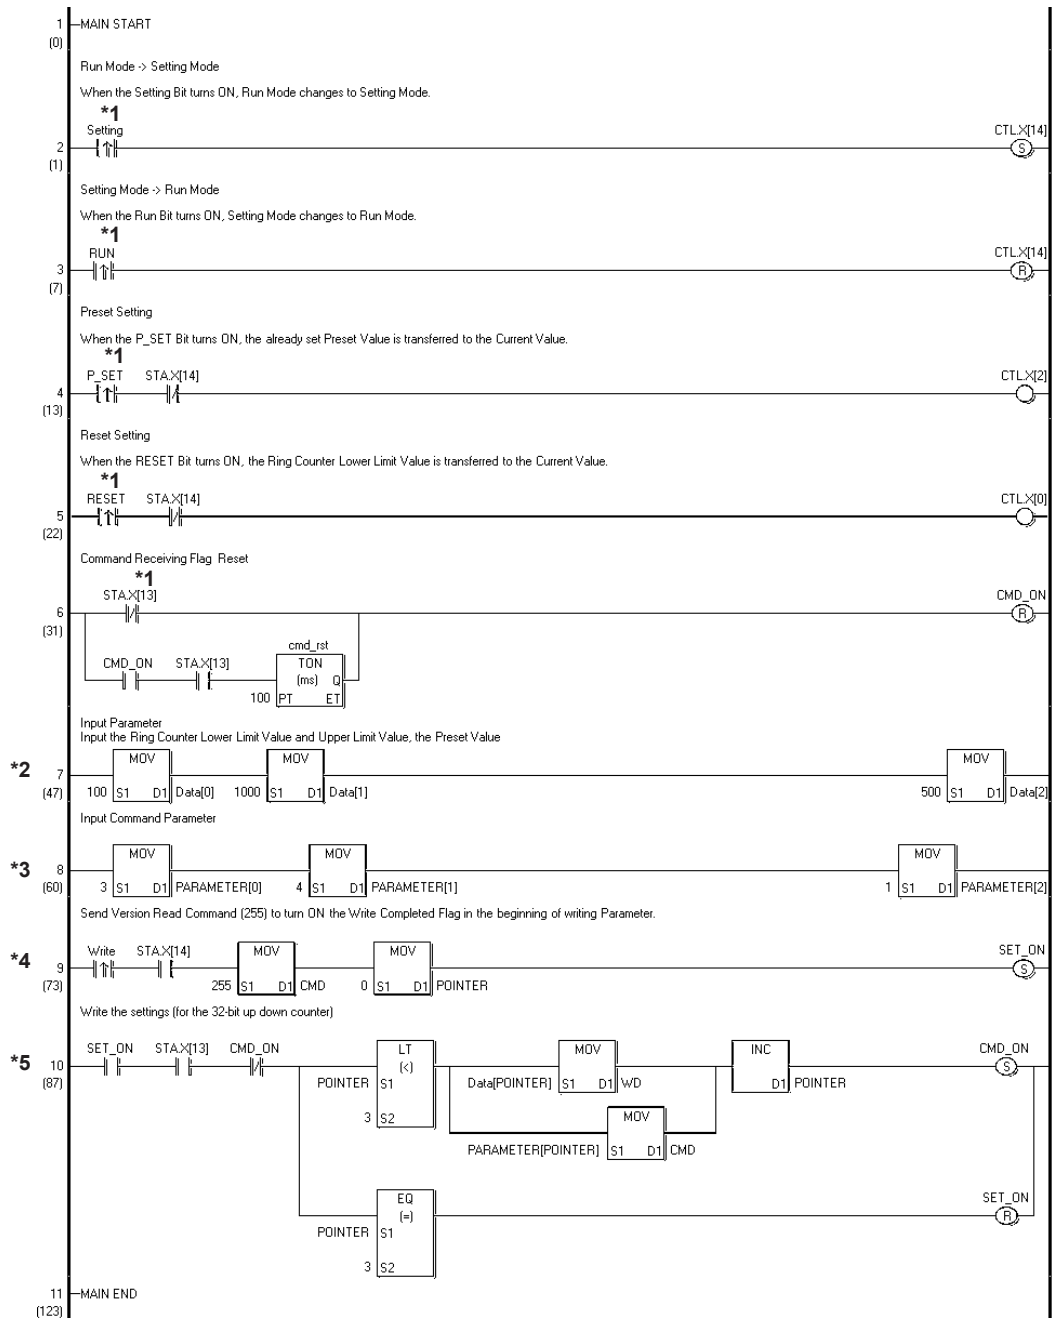 1 MAIN START
(0)
Run Mode -> Setting Mode
When the Setting Bit turns ON, Run Mode changes to Setting Mode.
*1
Setting CTL.X[14]
2 S
(1)
Setting Mode -> Run Mode
When the Run Bit turns ON, Setting Mode changes to Run Mode.
*1
RUN CTL.X[14]
3 R
(7)
Preset Setting
When the P_SET Bit turns ON, the already set Preset Value is transferred to the Current Value.
*1
P_SET STA.X[14] CTL.X[2]
4
(13)
Reset Setting
When the RESET Bit turns ON, the Ring Counter Lower Limit Value is transferred to the Current Value.
*1
RESET STA.X[14] CTL.X[0]
5
(22)
Command Receiving Flag Reset
*1
STA.X[13] CMD_ON
6 R
(31)
cmd_rst
CMD_ON STA.X[13] TON
(ms) Q
100 PT ET
Input Parameter
Input the Ring Counter Lower Limit Value and Upper Limit Value, the Preset Value
MOV MOV MOV
*2 7
(47) 100 S1 D1 Data[0] 1000 S1 D1 Data[1] 500 S1 D1 Data[2]
Input Command Parameter
MOV MOV MOV
*3 8
(60) 3 S1 D1 PARAMETER[0] 4 S1 D1 PARAMETER[1] 1 S1 D1 PARAMETER[2]
Send Version Read Command (255) to turn ON the Write Completed Flag in the beginning of writing Parameter.
Write STA.X[14] MOV MOV SET_ON
*4 9 S
(73) 255 S1 D1 CMD 0 S1 D1 POINTER
Write the settings (for the 32-bit up down counter)
SET_ON STA.X[13] CMD_ON LT MOV INC CMD_ON
*5 10 (<) S
(87) POINTER S1 Data[POINTER] S1 D1 WD D1 POINTER
3 S2 MOV
PARAMETER[POINTER] S1 D1 CMD
EQ SET_ON
(=) R
POINTER S1
3 S2
11 MAIN END
(123)